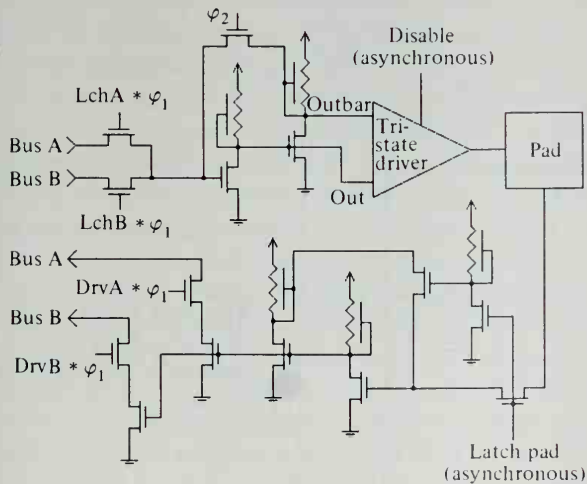 φ₂
Disable
(asynchronous)
LchA * φ₁
Outbar
Tri-
state
driver
Pad
Bus A
Bus B
Out
LchB * φ₁
Bus A
DrvA * φ₁
Bus B
DrvB * φ₁
Latch pad
(asynchronous)